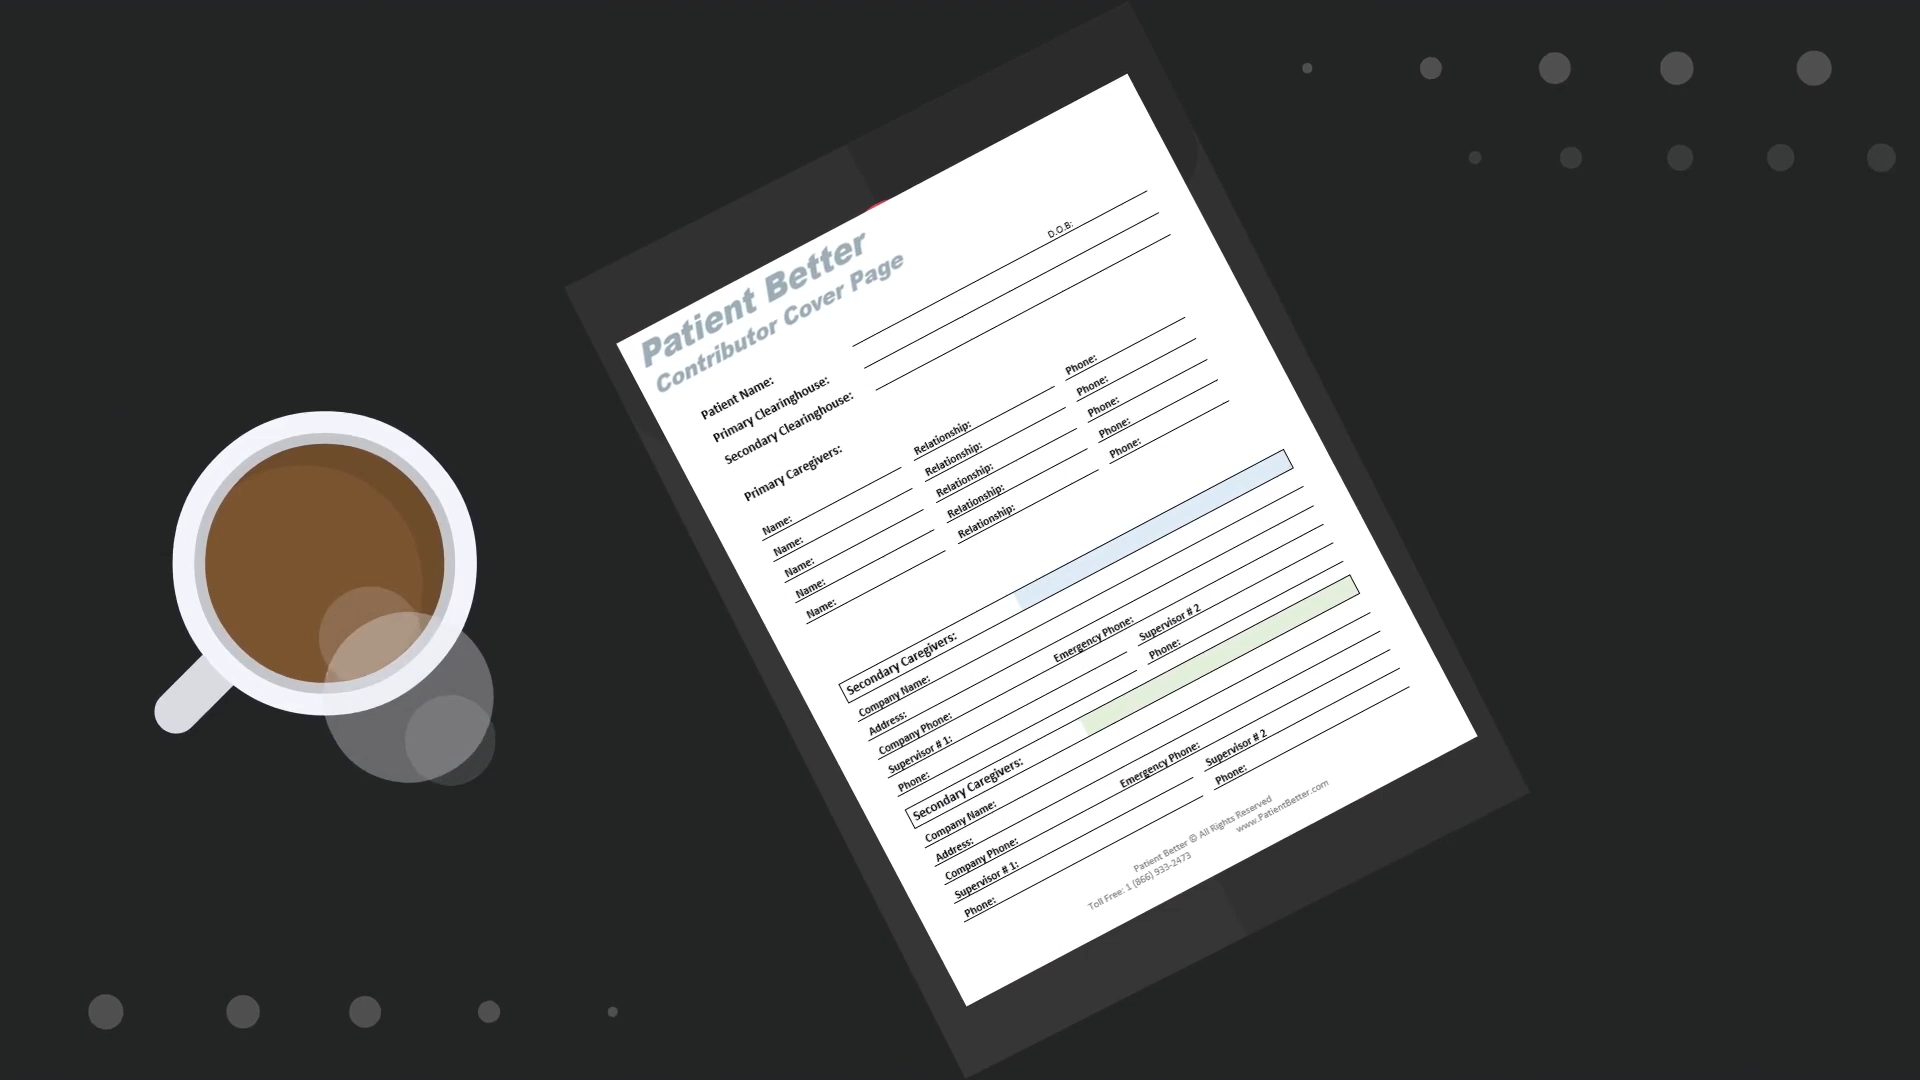 Patient Better
Contributor Cover Page
Patient Name: D.O.B:
Primary Clearinghouse:
Secondary Clearinghouse:
Primary Caregivers:
Name: Relationship: Phone:
Name: Relationship: Phone:
Name: Relationship: Phone:
Name: Relationship: Phone:
Name: Relationship: Phone:
Secondary Caregivers:
Company Name:
Address:
Company Phone: Emergency Phone:
Supervisor # 1: Supervisor # 2
Phone: Phone:
Secondary Caregivers:
Company Name:
Address:
Company Phone: Emergency Phone:
Supervisor # 1: Supervisor # 2
Phone: Phone:
Patient Better © All Rights Reserved
Toll Free: 1 (866) 933-2473 www.PatientBetter.com